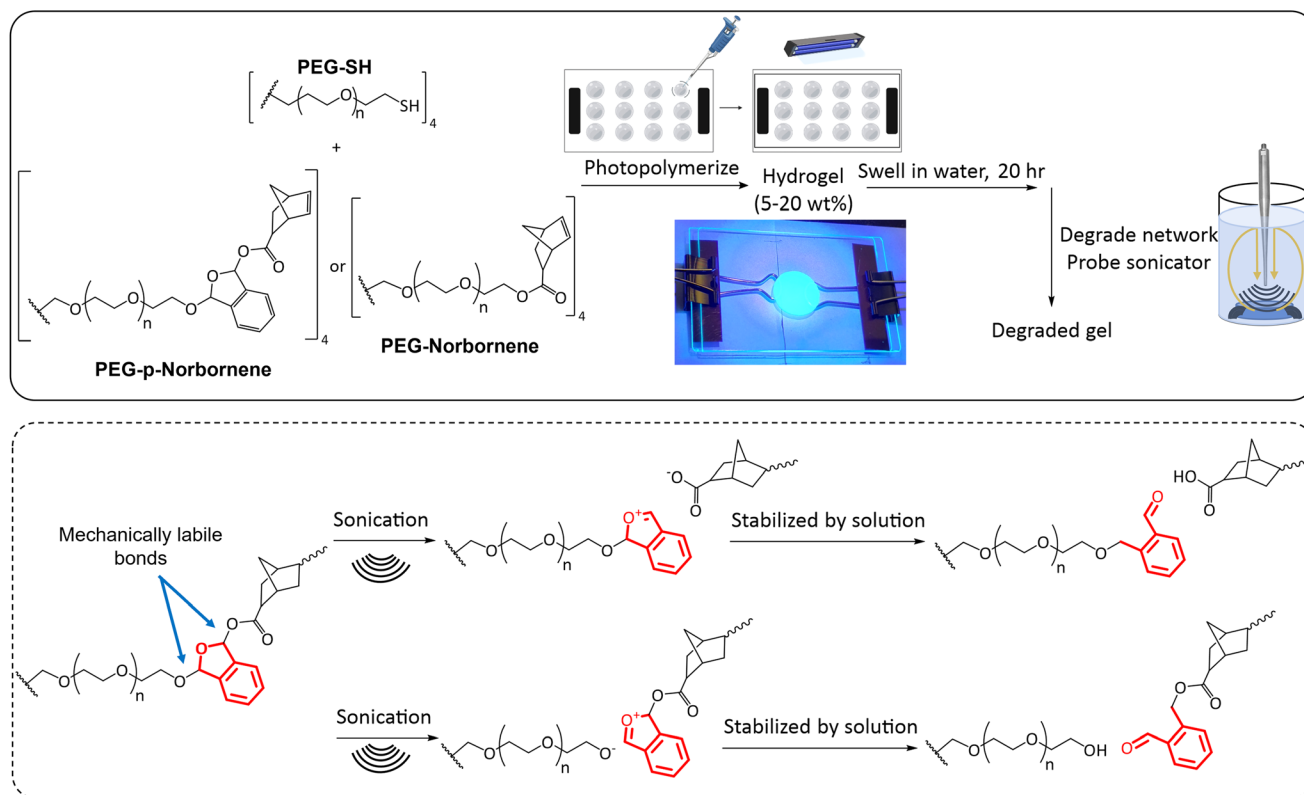 PEG-SH
O
n
SH
4
+
O
O
n
O
O
O
O
4
PEG-p-Norbornene
or
O
O
n
O
O
4
PEG-Norbornene
Photopolymerize
Hydrogel
(5-20 wt%)
Swell in water, 20 hr
Degrade network
Probe sonicator
Degraded gel
Mechanically labile
bonds
O
O
n
O
O
O
O
Sonication
O
O
n
O
O+
-O
O
Stabilized by solution
O
O
n
O
O
HO
O
Sonication
O
O
n
O-
O+
O
O
Stabilized by solution
O
O
n
OH
O
O
O